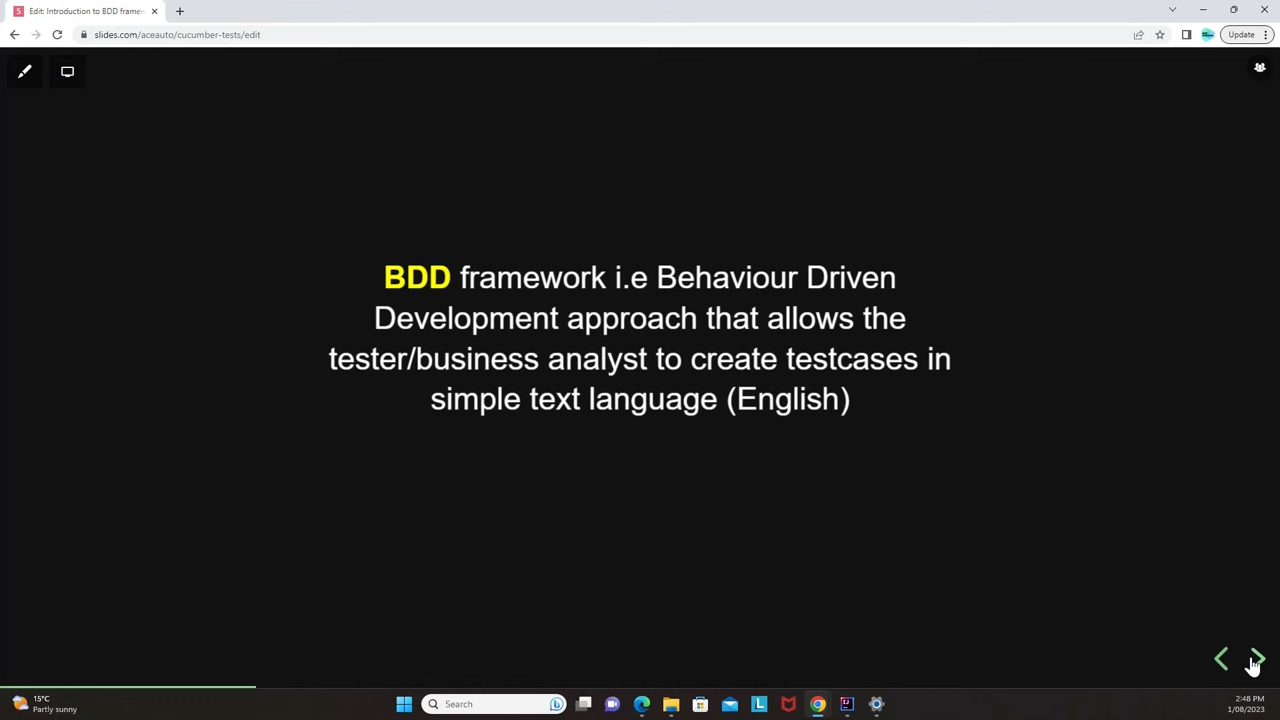 Edit: Introduction to BDD framew
slides.com/aceauto/cucumber-tests/edit
Update
BDD framework i.e Behaviour Driven
Development approach that allows the
tester/business analyst to create testcases in
simple text language (English)
15°C
Partly sunny
Search
2:48 PM
1/08/2023